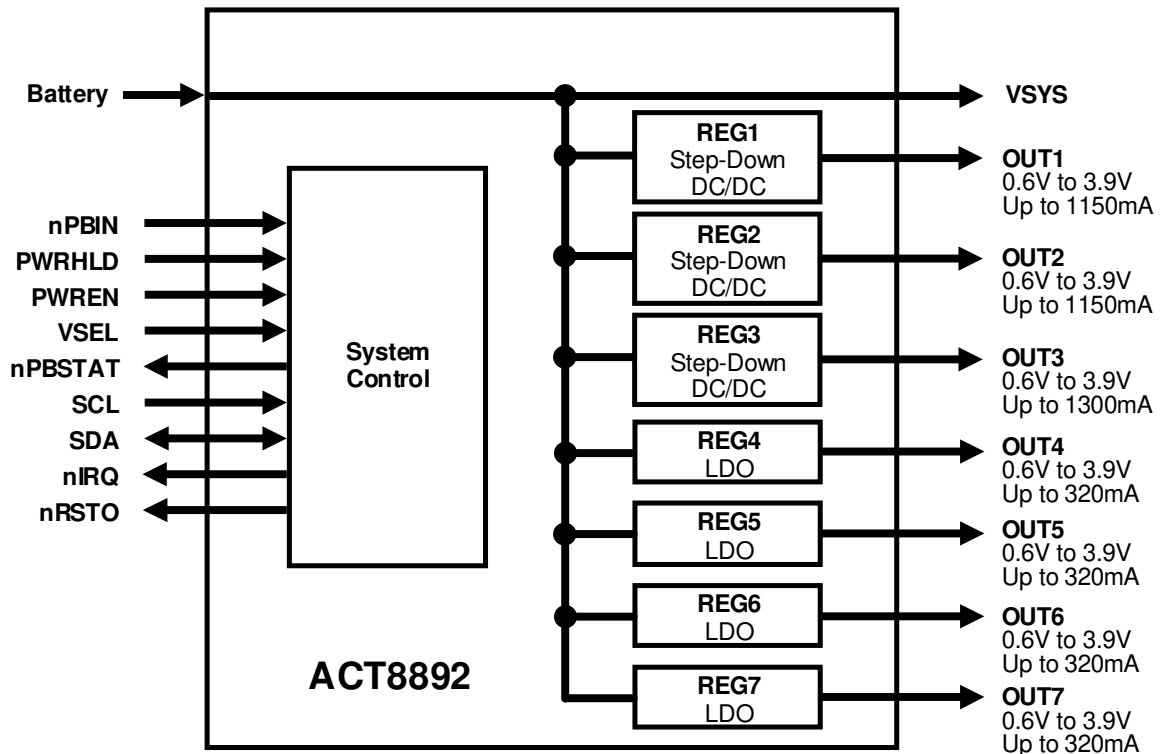 Battery
nPBIN
PWRHLD
PWREN
VSEL
nPBSTAT
SCL
SDA
nIRQ
nRSTO
System
Control
ACT8892
REG1
Step-Down
DC/DC
REG2
Step-Down
DC/DC
REG3
Step-Down
DC/DC
REG4
LDO
REG5
LDO
REG6
LDO
REG7
LDO
VSYS
OUT1
0.6V to 3.9V
Up to 1150mA
OUT2
0.6V to 3.9V
Up to 1150mA
OUT3
0.6V to 3.9V
Up to 1300mA
OUT4
0.6V to 3.9V
Up to 320mA
OUT5
0.6V to 3.9V
Up to 320mA
OUT6
0.6V to 3.9V
Up to 320mA
OUT7
0.6V to 3.9V
Up to 320mA